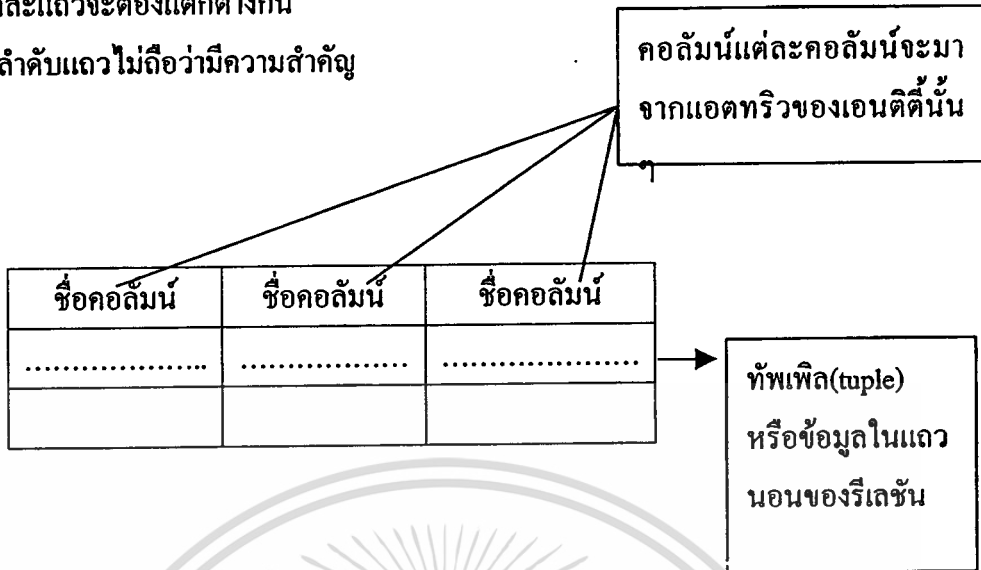 ละแถวจะต้องแตกต่างกัน
ลำดับแถวไม่ถือว่ามีความสำคัญ
คอลัมน์แต่ละคอลัมน์จะมา
จากแอตทริวของเอนติตี้นั้น
ๆ
ชื่อคอลัมน์ ชื่อคอลัมน์ ชื่อคอลัมน์
.................... .................. .....................
ทัพเพิล(tuple)
หรือข้อมูลในแถว
นอนของรีเลชัน